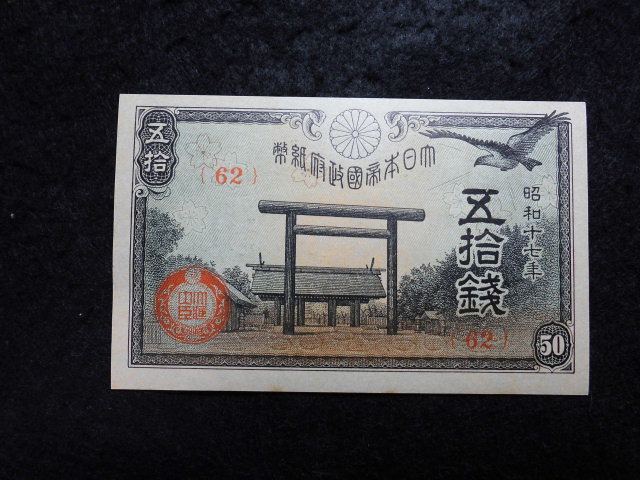 大日本帝國政府紙幣
五拾
{62}
昭和十七年
五拾錢
{62}
50